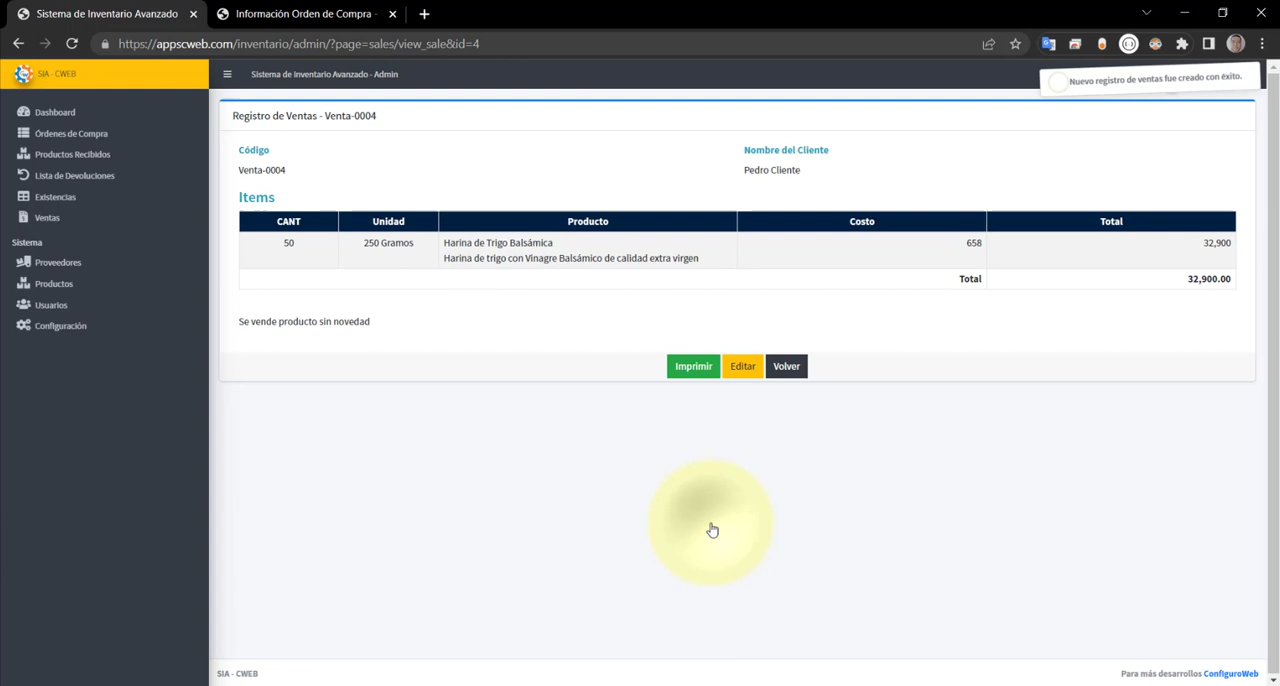 Sistema de Inventario Avanzado
Información Orden de Compra -
https://appscweb.com/inventario/admin/?page=sales/view_sale&id=4
SIA - CWEB
Sistema de Inventario Avanzado - Admin
Nuevo registro de ventas fue creado con éxito.
Dashboard
Órdenes de Compra
Productos Recibidos
Lista de Devoluciones
Existencias
Ventas
Sistema
Proveedores
Productos
Usuarios
Configuración
Registro de Ventas - Venta-0004
Código
Nombre del Cliente
Venta-0004
Pedro Cliente
Items
CANT Unidad Producto Costo Total
50 250 Gramos Harina de Trigo Balsámica 658 32,900
Harina de trigo con Vinagre Balsámico de calidad extra virgen
Total 32,900.00
Se vende producto sin novedad
Imprimir Editar Volver
SIA - CWEB
Para más desarrollos ConfiguroWeb